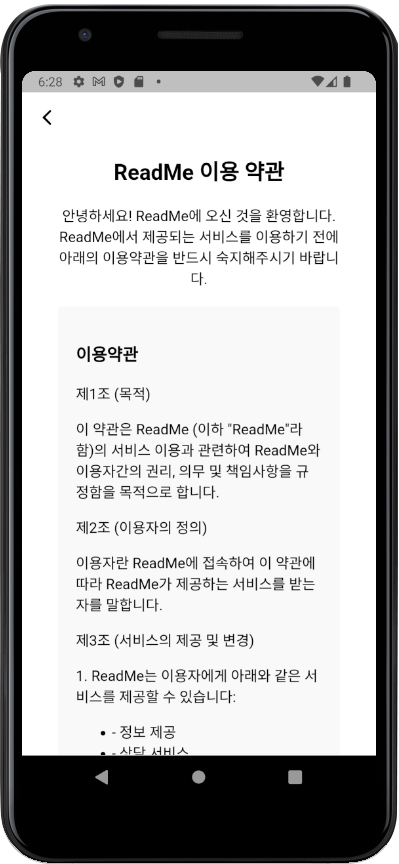 6:28
ReadMe 이용 약관
안녕하세요! ReadMe에 오신 것을 환영합니다.
ReadMe에서 제공되는 서비스를 이용하기 전에
아래의 이용약관을 반드시 숙지해주시기 바랍니
다.
이용약관
제1조 (목적)
이 약관은 ReadMe (이하 "ReadMe"라
함)의 서비스 이용과 관련하여 ReadMe와
이용자간의 권리, 의무 및 책임사항을 규
정함을 목적으로 합니다.
제2조 (이용자의 정의)
이용자란 ReadMe에 접속하여 이 약관에
따라 ReadMe가 제공하는 서비스를 받는
자를 말합니다.
제3조 (서비스의 제공 및 변경)
1. ReadMe는 이용자에게 아래와 같은 서
비스를 제공할 수 있습니다:
• - 정보 제공
• - 상담 서비스